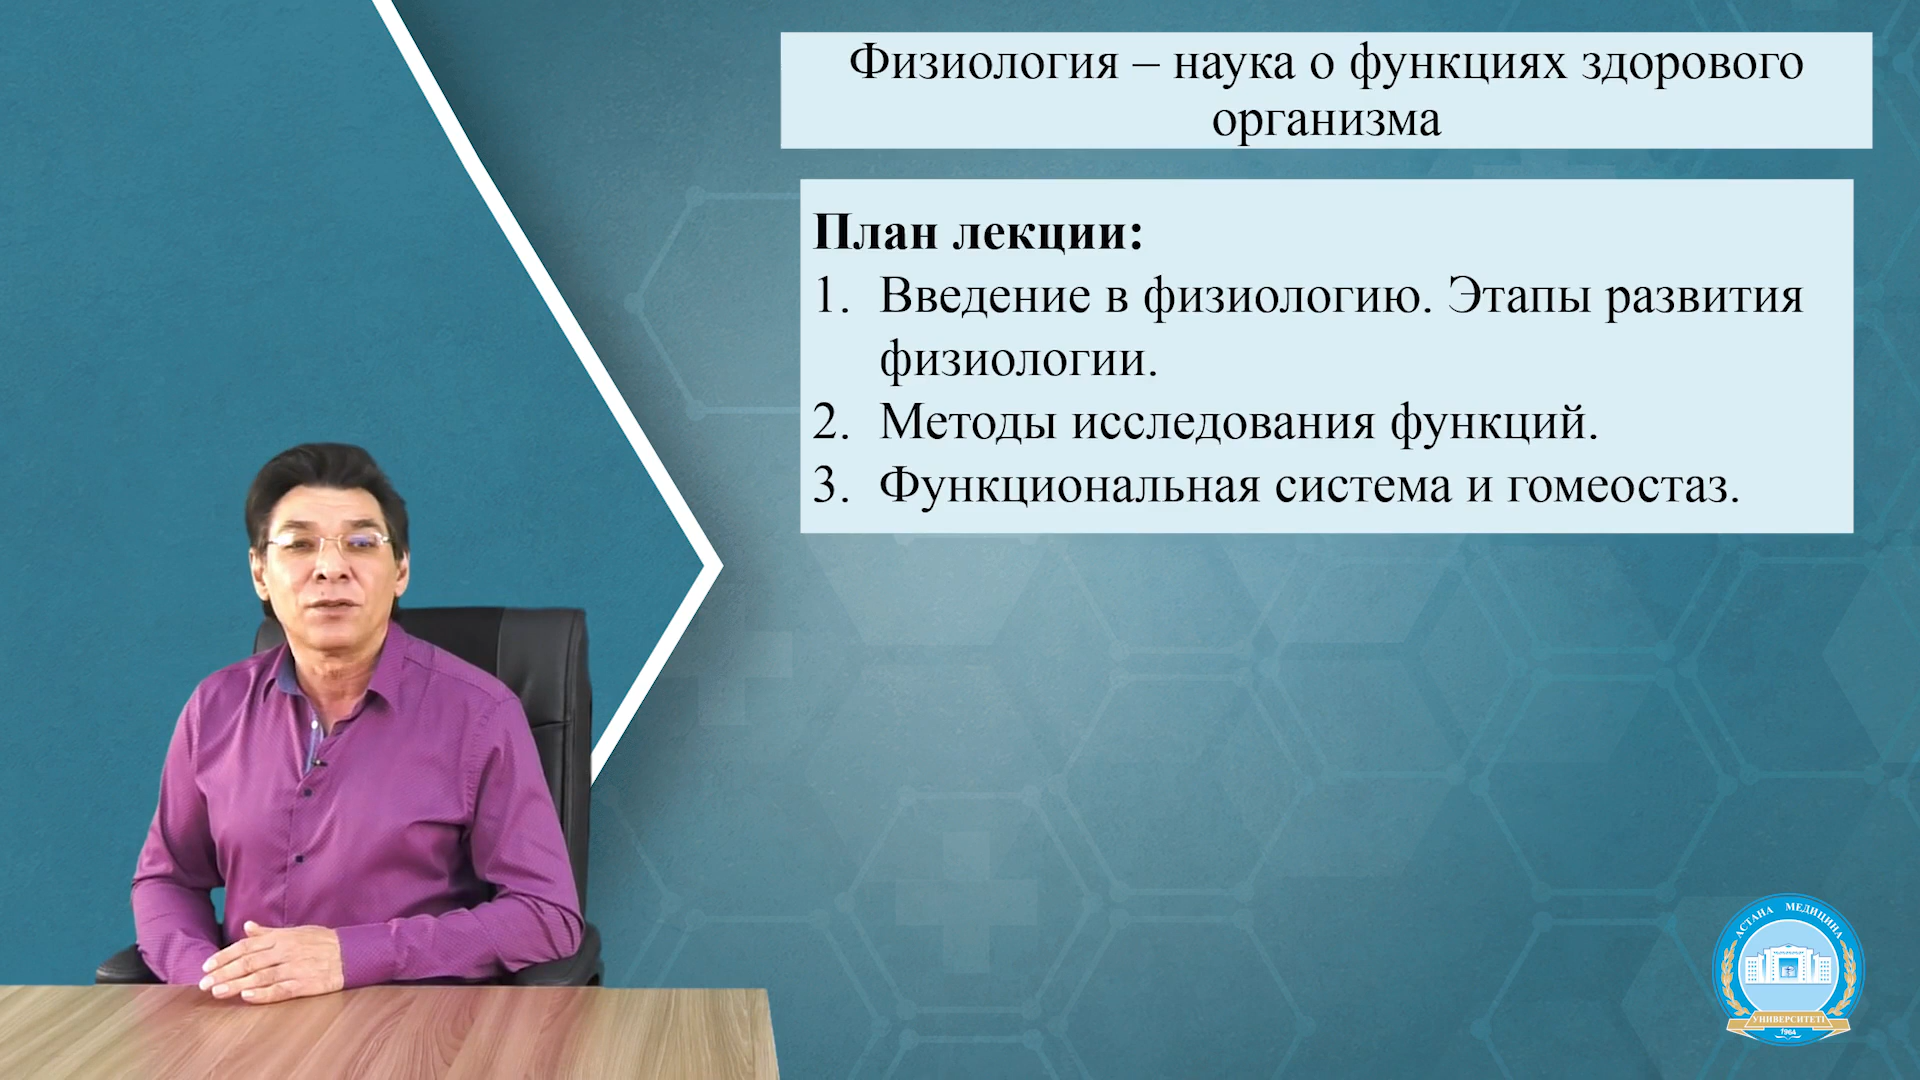 Физиология – наука о функциях здорового
организма
План лекции:
1. Введение в физиологию. Этапы развития
физиологии.
2. Методы исследования функций.
3. Функциональная система и гомеостаз.
АСТАНА МЕДИЦИНА
УНИВЕРСИТЕТІ
1964